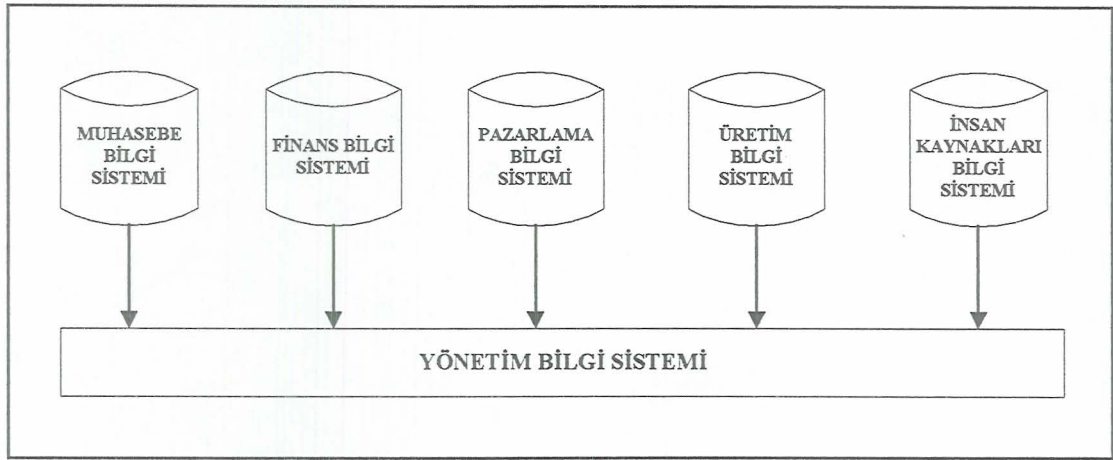 MUHASEBE
BİLGİ
SİSTEMİ
FİNANS BİLGİ
SİSTEMİ
PAZARLAMA
BİLGİ
SİSTEMİ
ÜRETİM
BİLGİ
SİSTEMİ
İNSAN
KAYNAKLARI
BİLGİ
SİSTEMİ
YÖNETİM BİLGİ SİSTEMİ